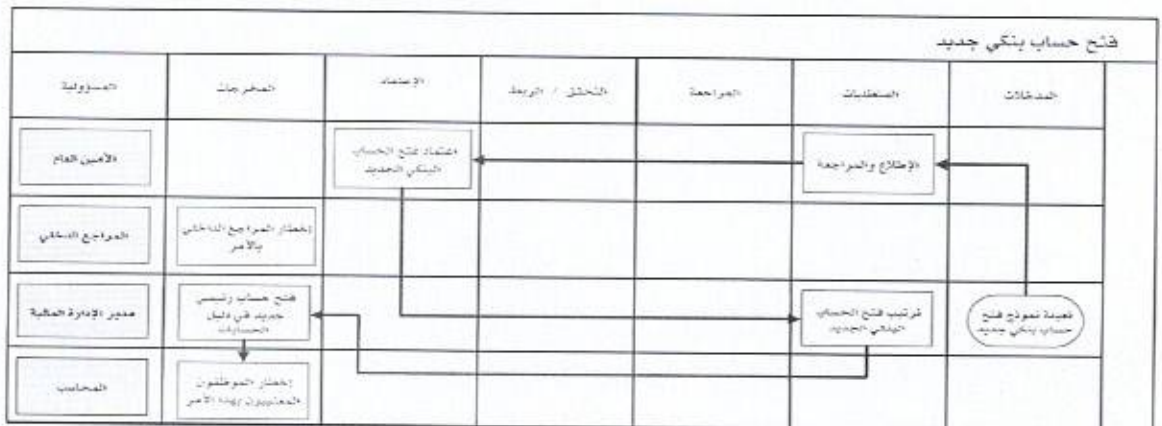 فتح حساب بنكي جديد
المدخلات
المتطلبات
المراجعة
التحقق / الربط
الإعتماد
المخرجات
المسؤولية
الإطلاع والمراجعة
اعتماد فتح الحساب
البنكي الجديد
الأمين العام
إخطار المراجع الداخلي
بالأمر
المراجع الداخلي
تعبئة نموذج فتح
حساب بنكي جديد
ترتيب فتح الحساب
البنكي الجديد
فتح حساب رئيسي
جديد في دليل
الحسابات
مدير الإدارة المالية
إخطار الموظفون
المعنييون بهذا الأمر
المحاسب